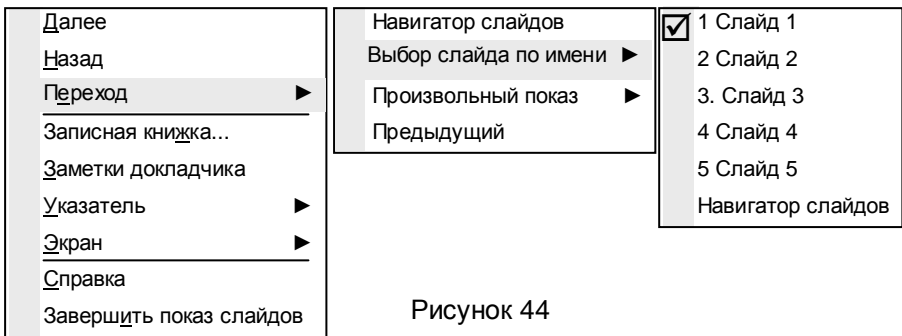 Далее
Назад
Переход ►
Записная книжка...
Заметки докладчика
Указатель ►
Экран ►
Справка
Завершить показ слайдов
Навигатор слайдов
Выбор слайда по имени ►
Произвольный показ ►
Предыдущий
1 Слайд 1
2 Слайд 2
3. Слайд 3
4 Слайд 4
5 Слайд 5
Навигатор слайдов
Рисунок 44